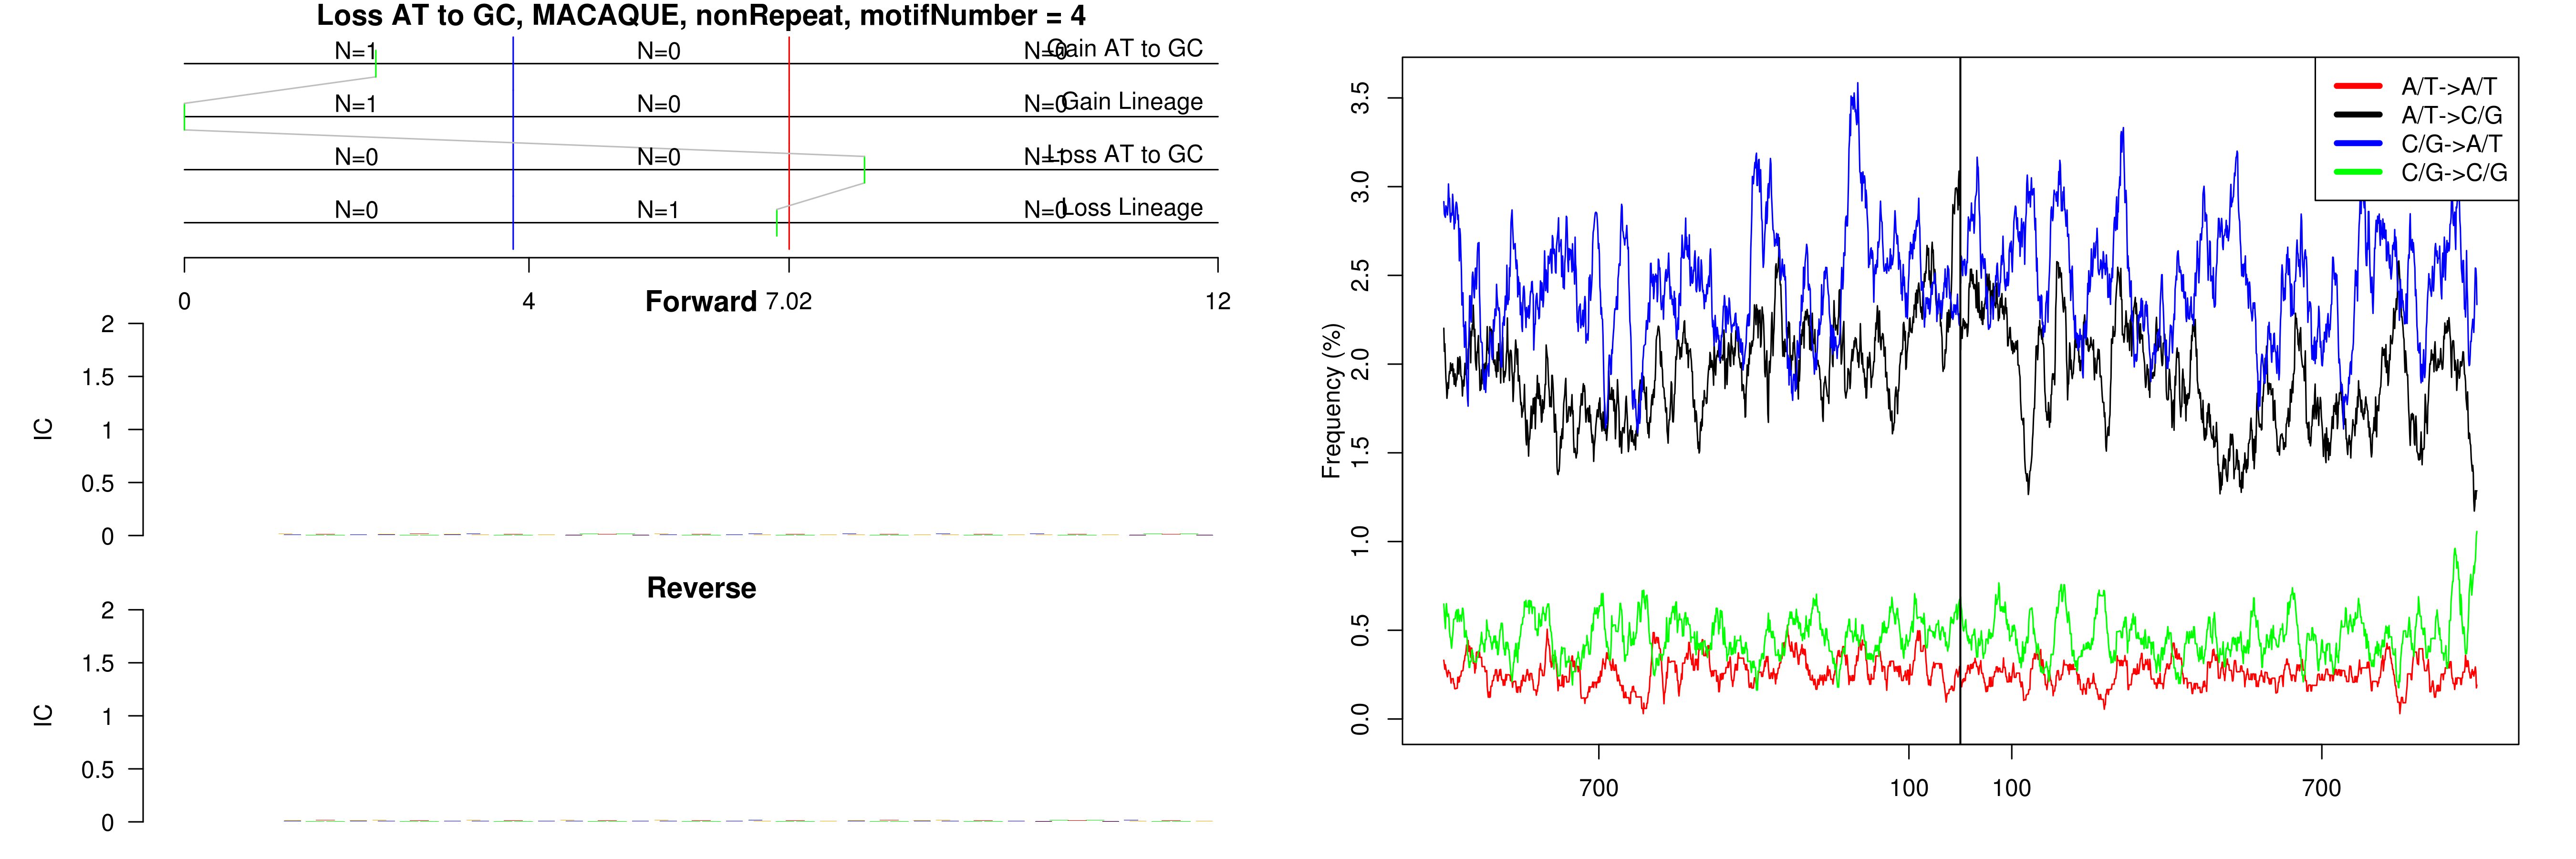 Loss AT to GC, MACAQUE, nonRepeat, motifNumber = 4
N=1 N=0 N=0 Gain AT to GC
N=1 N=0 N=0 Gain Lineage
N=0 N=0 N=1 Loss AT to GC
N=0 N=1 N=0 Loss Lineage
0 4 7.02 12
Forward
2
1.5
1
0.5
0
IC
Reverse
2
1.5
1
0.5
0
IC
A/T->A/T
A/T->C/G
C/G->A/T
C/G->C/G
3.5
3.0
2.5
2.0
1.5
1.0
0.5
0.0
Frequency (%)
700 100 100 700